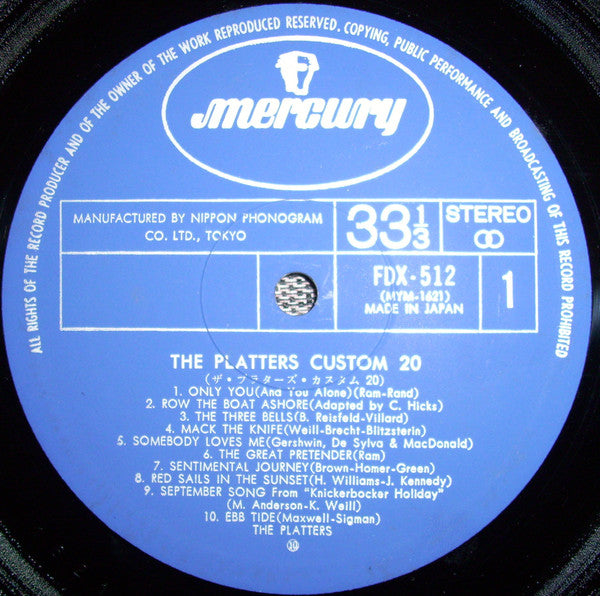 ALL RIGHTS OF THE RECORD PRODUCER AND OF THE OWNER OF THE WORK REPRODUCED RESERVED. COPYING, PUBLIC PERFORMANCE AND BROADCASTING OF THIS RECORD PROHIBITED
mercury
MANUFACTURED BY NIPPON PHONOGRAM
CO. LTD., TOKYO
33 1/3
STEREO
FDX-512
(MYM-1621)
MADE IN JAPAN
1
THE PLATTERS CUSTOM 20
(ザ・プラターズ・カスタム 20)
1. ONLY YOU(And You Alone)(Ram-Rand)
2. ROW THE BOAT ASHORE(Adapted by C. Hicks)
3. THE THREE BELLS(B. Reisfeld-Villard)
4. MACK THE KNIFE(Weill-Brecht-Blitzstein)
5. SOMEBODY LOVES ME(Gershwin, De Sylva & MacDonald)
6. THE GREAT PRETENDER(Ram)
7. SENTIMENTAL JOURNEY(Brown-Homer-Green)
8. RED SAILS IN THE SUNSET(H. Williams-J. Kennedy)
9. SEPTEMBER SONG From "Knickerbocker Holiday"
(M. Anderson-K. Weill)
10. EBB TIDE(Maxwell-Sigman)
THE PLATTERS